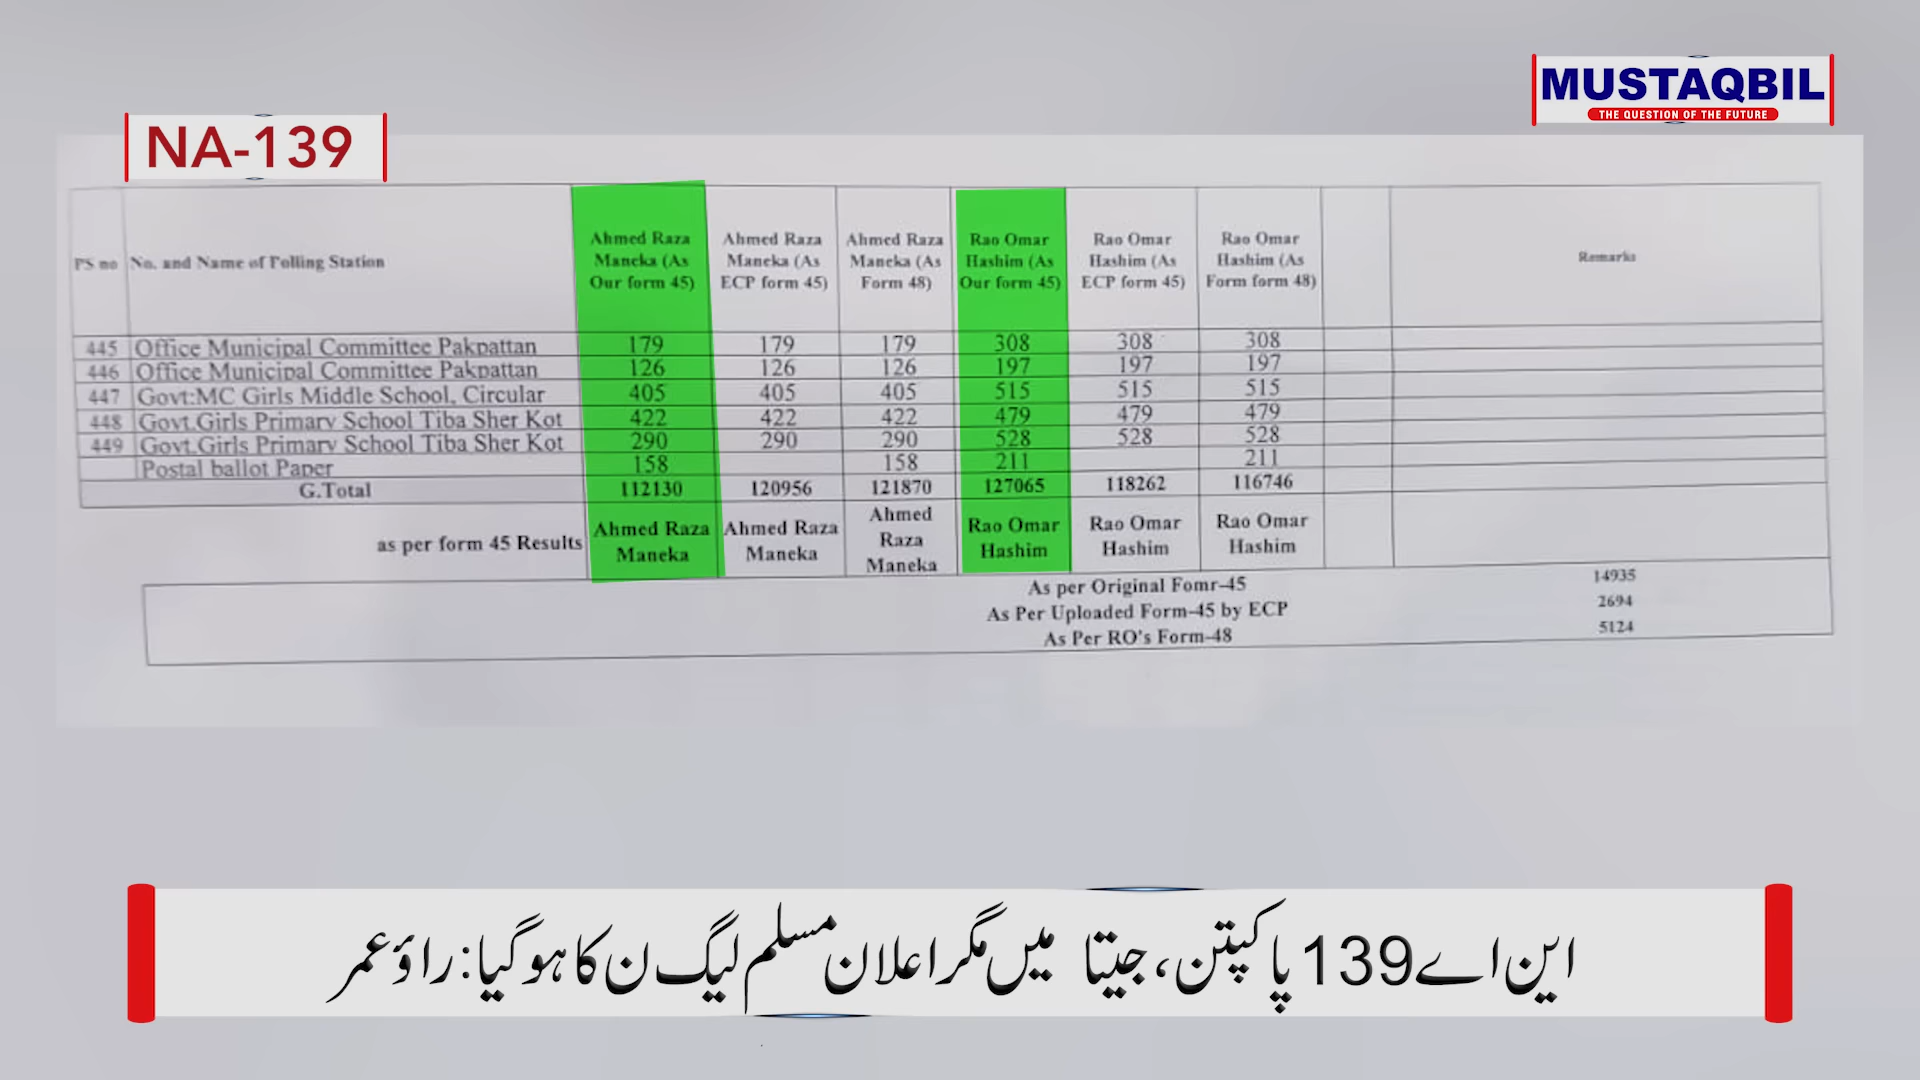 MUSTAQBIL
THE QUESTION OF THE FUTURE
NA-139
PS no | No. and Name of Polling Station | Ahmed Raza Maneka (As Our form 45) | Ahmed Raza Maneka (As ECP form 45) | Ahmed Raza Maneka (As Form 48) | Rao Omar Hashim (As Our form 45) | Rao Omar Hashim (As ECP form 45) | Rao Omar Hashim (As Form form 48) | Remarks
445 | Office Municipal Committee Pakpattan | 179 | 179 | 179 | 308 | 308 | 308
446 | Office Municipal Committee Pakpattan | 126 | 126 | 126 | 197 | 197 | 197
447 | Govt:MC Girls Middle School, Circular | 405 | 405 | 405 | 515 | 515 | 515
448 | Govt.Girls Primary School Tiba Sher Kot | 422 | 422 | 422 | 479 | 479 | 479
449 | Govt.Girls Primary School Tiba Sher Kot | 290 | 290 | 290 | 528 | 528 | 528
Postal ballot Paper | 158 | 158 | 211 | 211
G.Total | 112130 | 120956 | 121870 | 127065 | 118262 | 116746
as per form 45 Results | Ahmed Raza Maneka | Ahmed Raza Maneka | Ahmed Raza Maneka | Rao Omar Hashim | Rao Omar Hashim | Rao Omar Hashim
As per Original Fomr-45 | 14935
As Per Uploaded Form-45 by ECP | 2694
As Per RO's Form-48 | 5124
این اے 139 پاکپتن، جیتا میں مگر اعلان مسلم لیگ ن کا ہوگیا: راؤ عمر